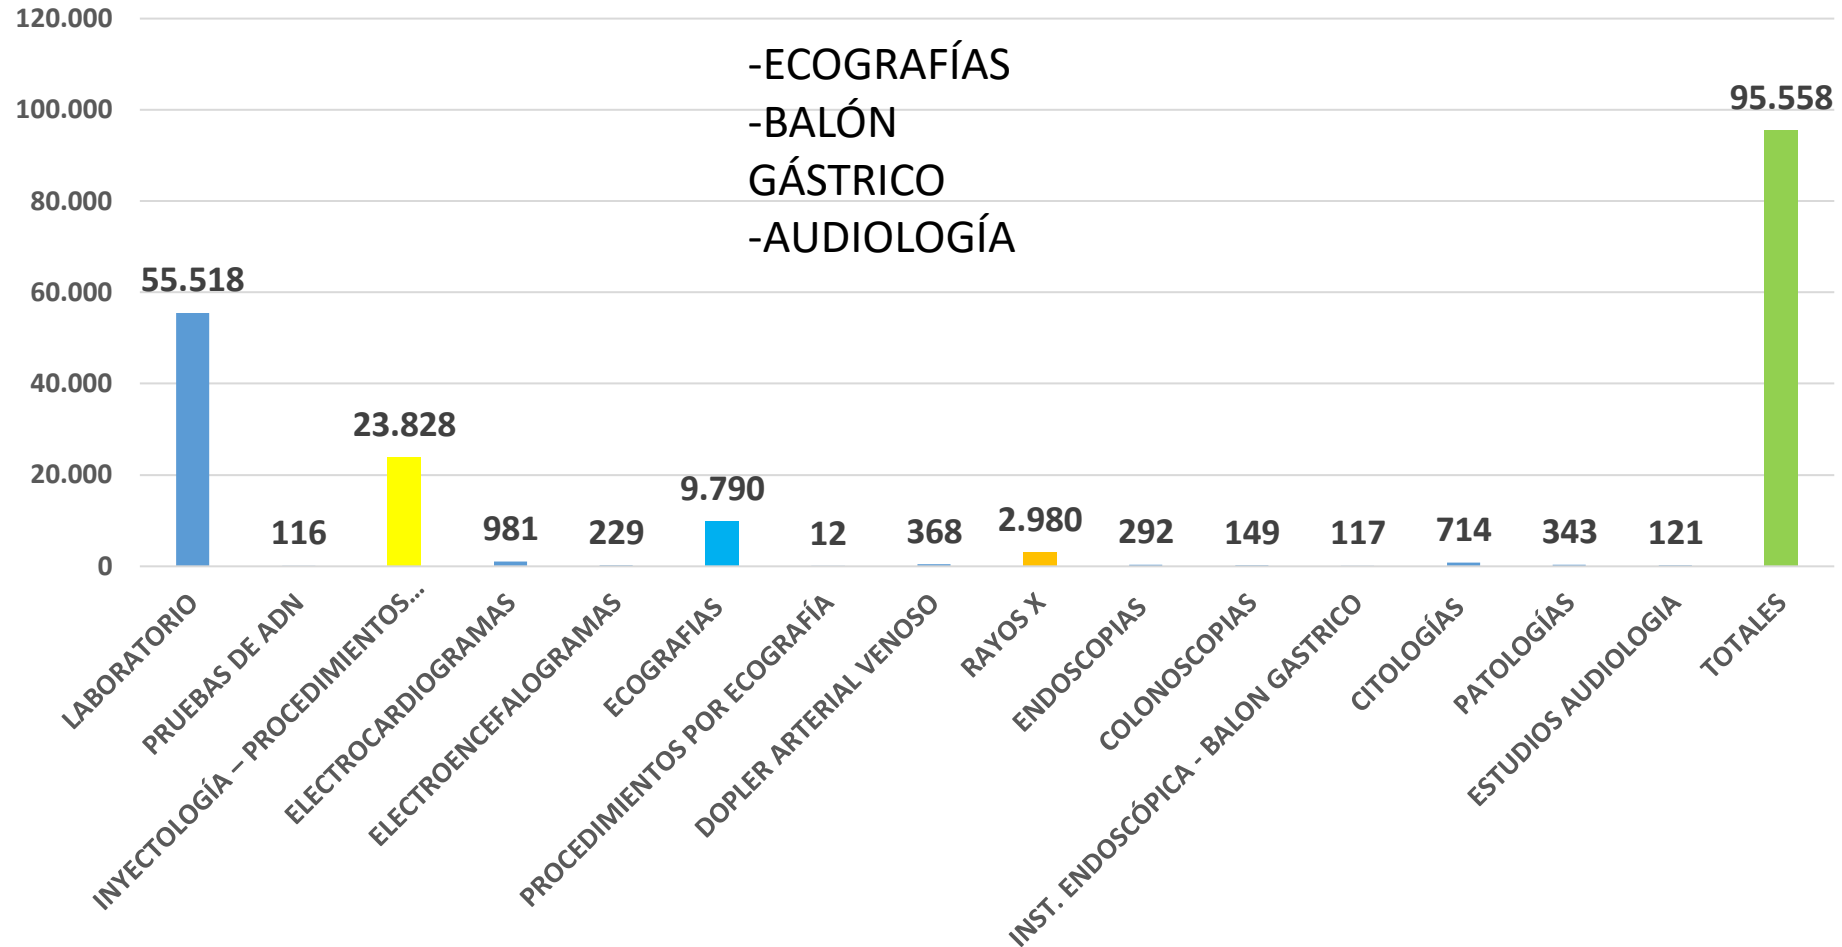 120.000
100.000
80.000
60.000
40.000
20.000
0
-ECOGRAFÍAS
-BALÓN
GÁSTRICO
-AUDIOLOGÍA
55.518
116
23.828
981
229
9.790
12
368
2.980
292
149
117
714
343
121
95.558
LABORATORIO
PRUEBAS DE ADN
INYECTOLOGÍA – PROCEDIMIENTOS…
ELECTROCARDIOGRAMAS
ELECTROENCEFALOGRAMAS
ECOGRAFIAS
PROCEDIMIENTOS POR ECOGRAFÍA
DOPLER ARTERIAL VENOSO
RAYOS X
ENDOSCOPIAS
COLONOSCOPIAS
INST. ENDOSCÓPICA - BALON GASTRICO
CITOLOGÍAS
PATOLOGÍAS
ESTUDIOS AUDIOLOGIA
TOTALES